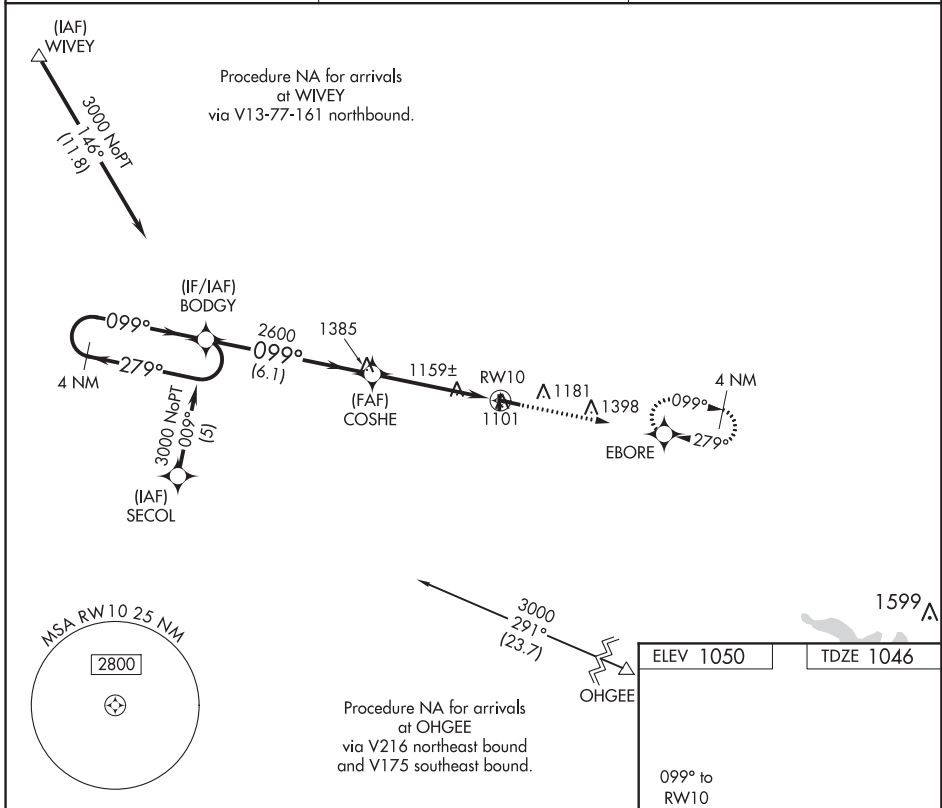 (IAF)
WIVEY
Procedure NA for arrivals
at WIVEY
via V13-77-161 northbound.
3000 NoPT
146°
(11.8)
(IF/IAF)
BODGY
099°
279°
4 NM
2600
099°
(6.1)
1385
(FAF)
COSHE
1159±
RW10
1101
1181
1398
4 NM
099°
279°
EBORE
3000 NoPT
009°
(5)
(IAF)
SECOL
MSA RW10 25 NM
2800
3000
291°
(23.7)
OHGEE
Procedure NA for arrivals
at OHGEE
via V216 northeast bound
and V175 southeast bound.
1599
ELEV 1050
TDZE 1046
099° to
RW10